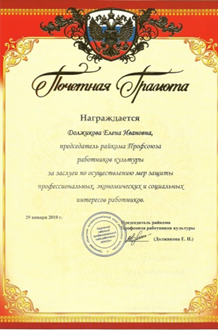 Почетная Грамота
Награждается
Должикова Елена Ивановна,
председатель райкома Профсоюза
работников культуры
за заслуги по осуществлению мер защиты
профессиональных, экономических и социальных
интересов работников.
29 января 2018 г.
Председатель райкома
Профсоюза работников культуры
(Должикова Е. И.)